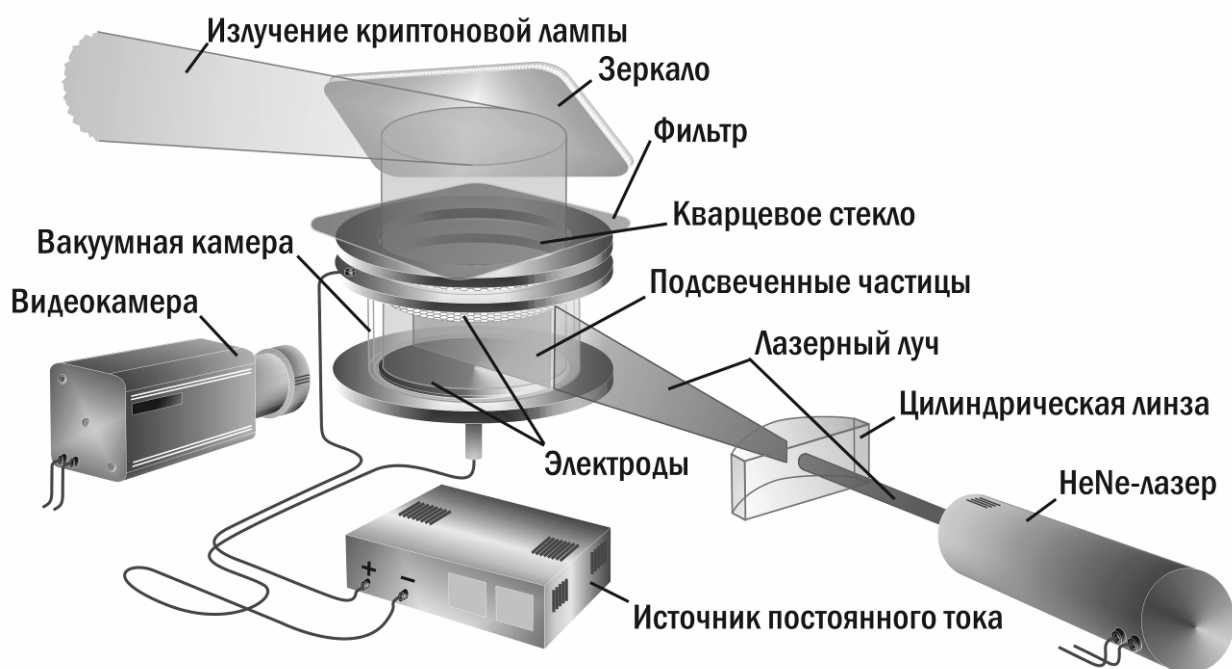 Излучение криптоновой лампы
Зеркало
Фильтр
Кварцевое стекло
Вакуумная камера
Подсвеченные частицы
Видеокамера
Лазерный луч
Цилиндрическая линза
Электроды
HeNe-лазер
+
−
Источник постоянного тока